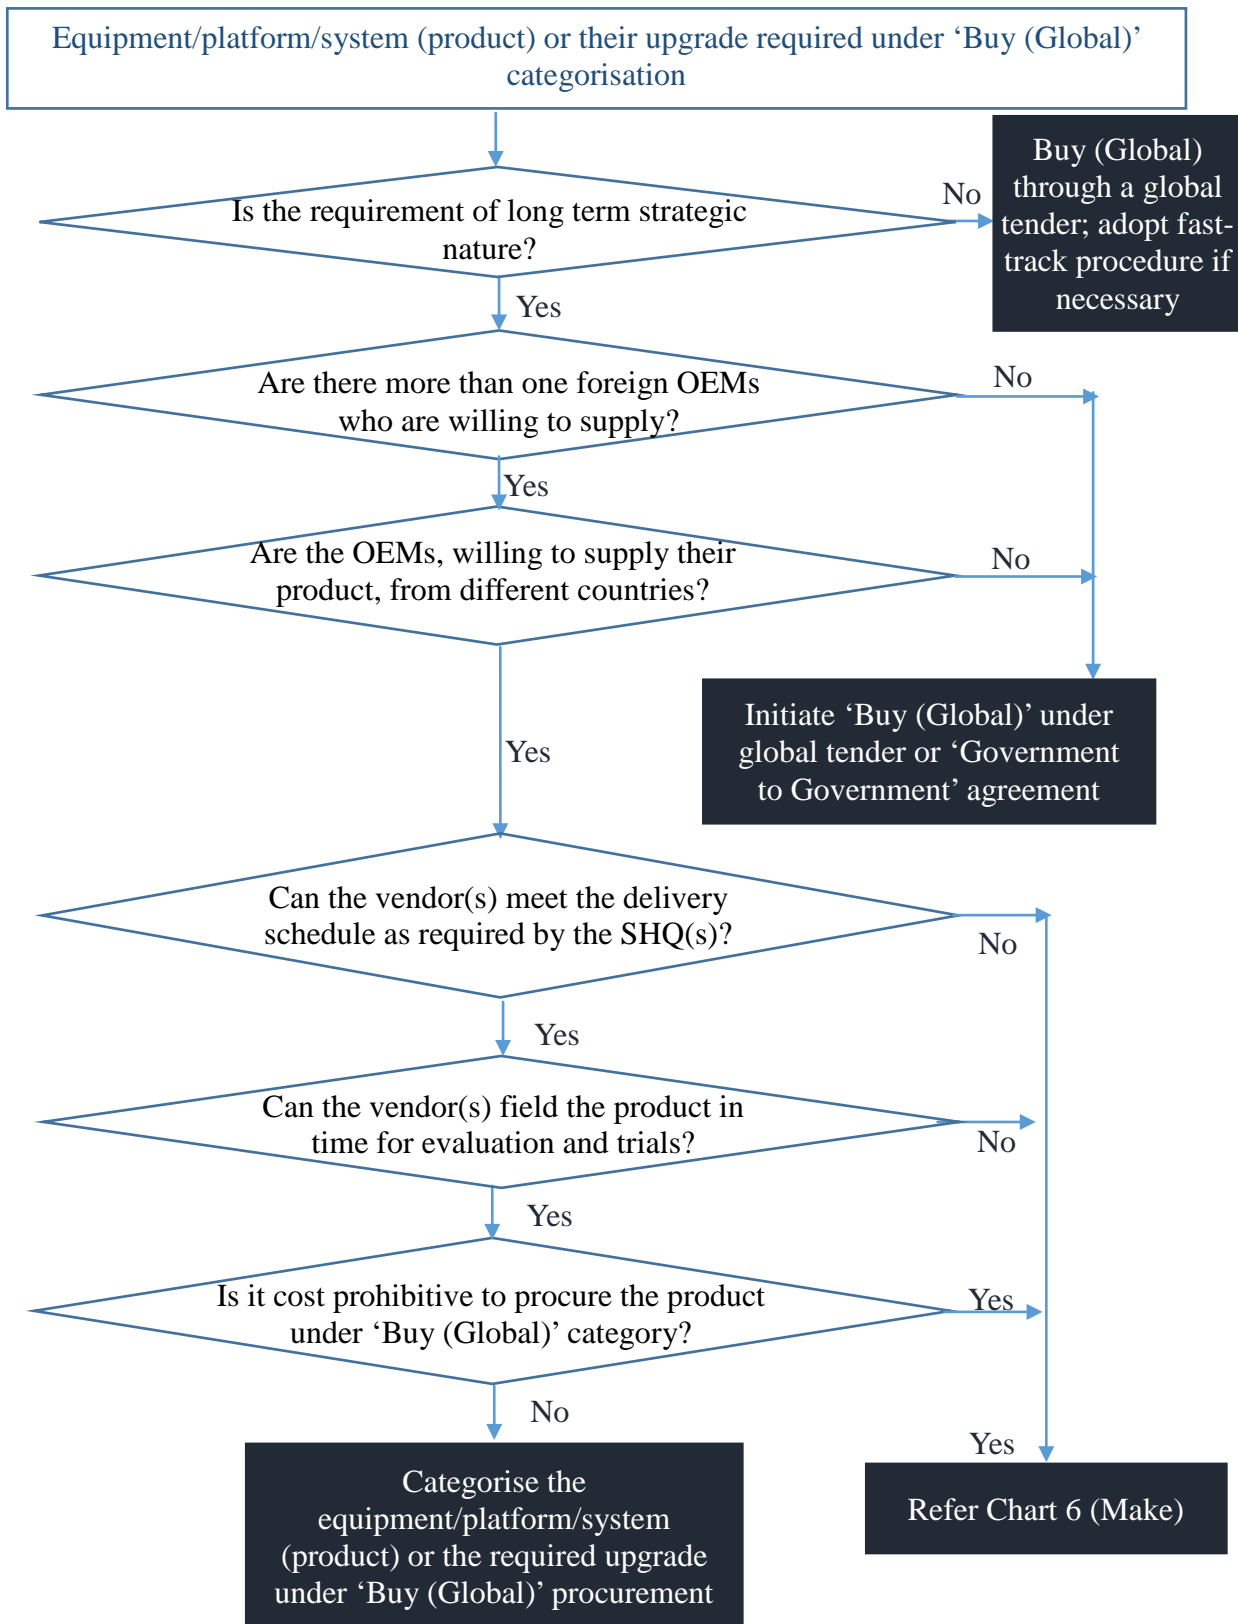 Equipment/platform/system (product) or their upgrade required under ‘Buy (Global)’
categorisation
Buy (Global)
through a global
tender; adopt fast-
track procedure if
necessary
No
Is the requirement of long term strategic
nature?
Yes
Are there more than one foreign OEMs
who are willing to supply?
No
Yes
Are the OEMs, willing to supply their
product, from different countries?
No
Initiate ‘Buy (Global)’ under
global tender or ‘Government
to Government’ agreement
Yes
Can the vendor(s) meet the delivery
schedule as required by the SHQ(s)?
No
Yes
Can the vendor(s) field the product in
time for evaluation and trials?
No
Yes
Is it cost prohibitive to procure the product
under ‘Buy (Global)’ category?
Yes
No
Yes
Categorise the
equipment/platform/system
(product) or the required upgrade
under ‘Buy (Global)’ procurement
Refer Chart 6 (Make)